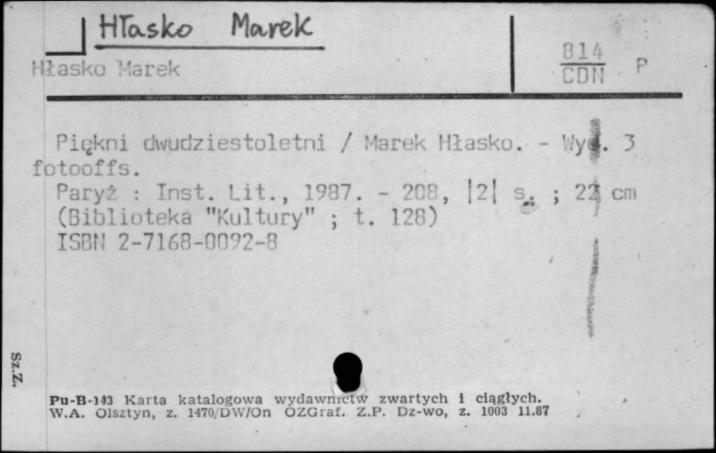 Hłasko Marek
Hłasko Marek
814
CDN P
Piękni dwudziestoletni / Marek Hłasko. - Wyd. 3
fotooffs.
Paryż : Inst. Lit., 1987. - 208, |2| s. ; 22 cm
(Biblioteka "Kultury" ; t. 128)
ISBN 2-7168-0092-8
Sz.Z.
Pu-B-143 Karta katalogowa wydawnictw zwartych i ciągłych.
W.A. Olsztyn, z. 1470/DW/On OZGraf. Z.P. Dz-wo, z. 1003 11.87